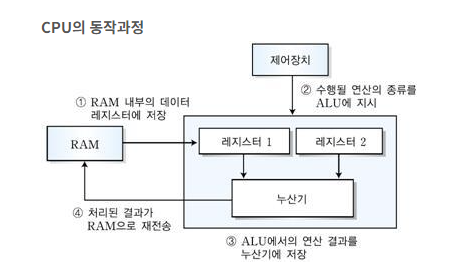 CPU의 동작과정
제어장치
② 수행될 연산의 종류를
ALU에 지시
① RAM 내부의 데이터
레지스터에 저장
RAM
레지스터 1
레지스터 2
누산기
④ 처리된 결과가
RAM으로 재전송
③ ALU에서의 연산 결과를
누산기에 저장